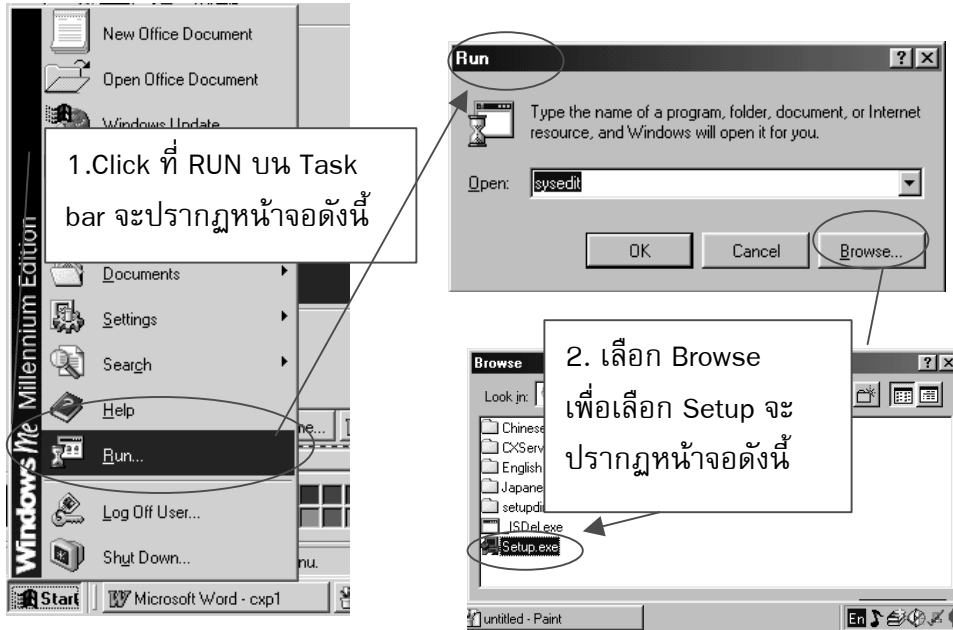 New Office Document
Open Office Document
Windows Update
1.Click ที่ RUN บน Task
bar จะปรากฏหน้าจอดังนี้
Documents
Settings
Search
Help
Run...
Log Off User...
Shut Down...
Windows Me Millennium Edition
ne...
nu.
Start
Microsoft Word - cxp1
Run
Type the name of a program, folder, document, or Internet
resource, and Windows will open it for you.
Open:
sysedit
OK
Cancel
Browse...
2. เลือก Browse
เพื่อเลือก Setup จะ
ปรากฏหน้าจอดังนี้
Browse
Look in:
Chinese
CXServ
English
Japane
setupdi
_ISDel.exe
Setup.exe
untitled - Paint
En